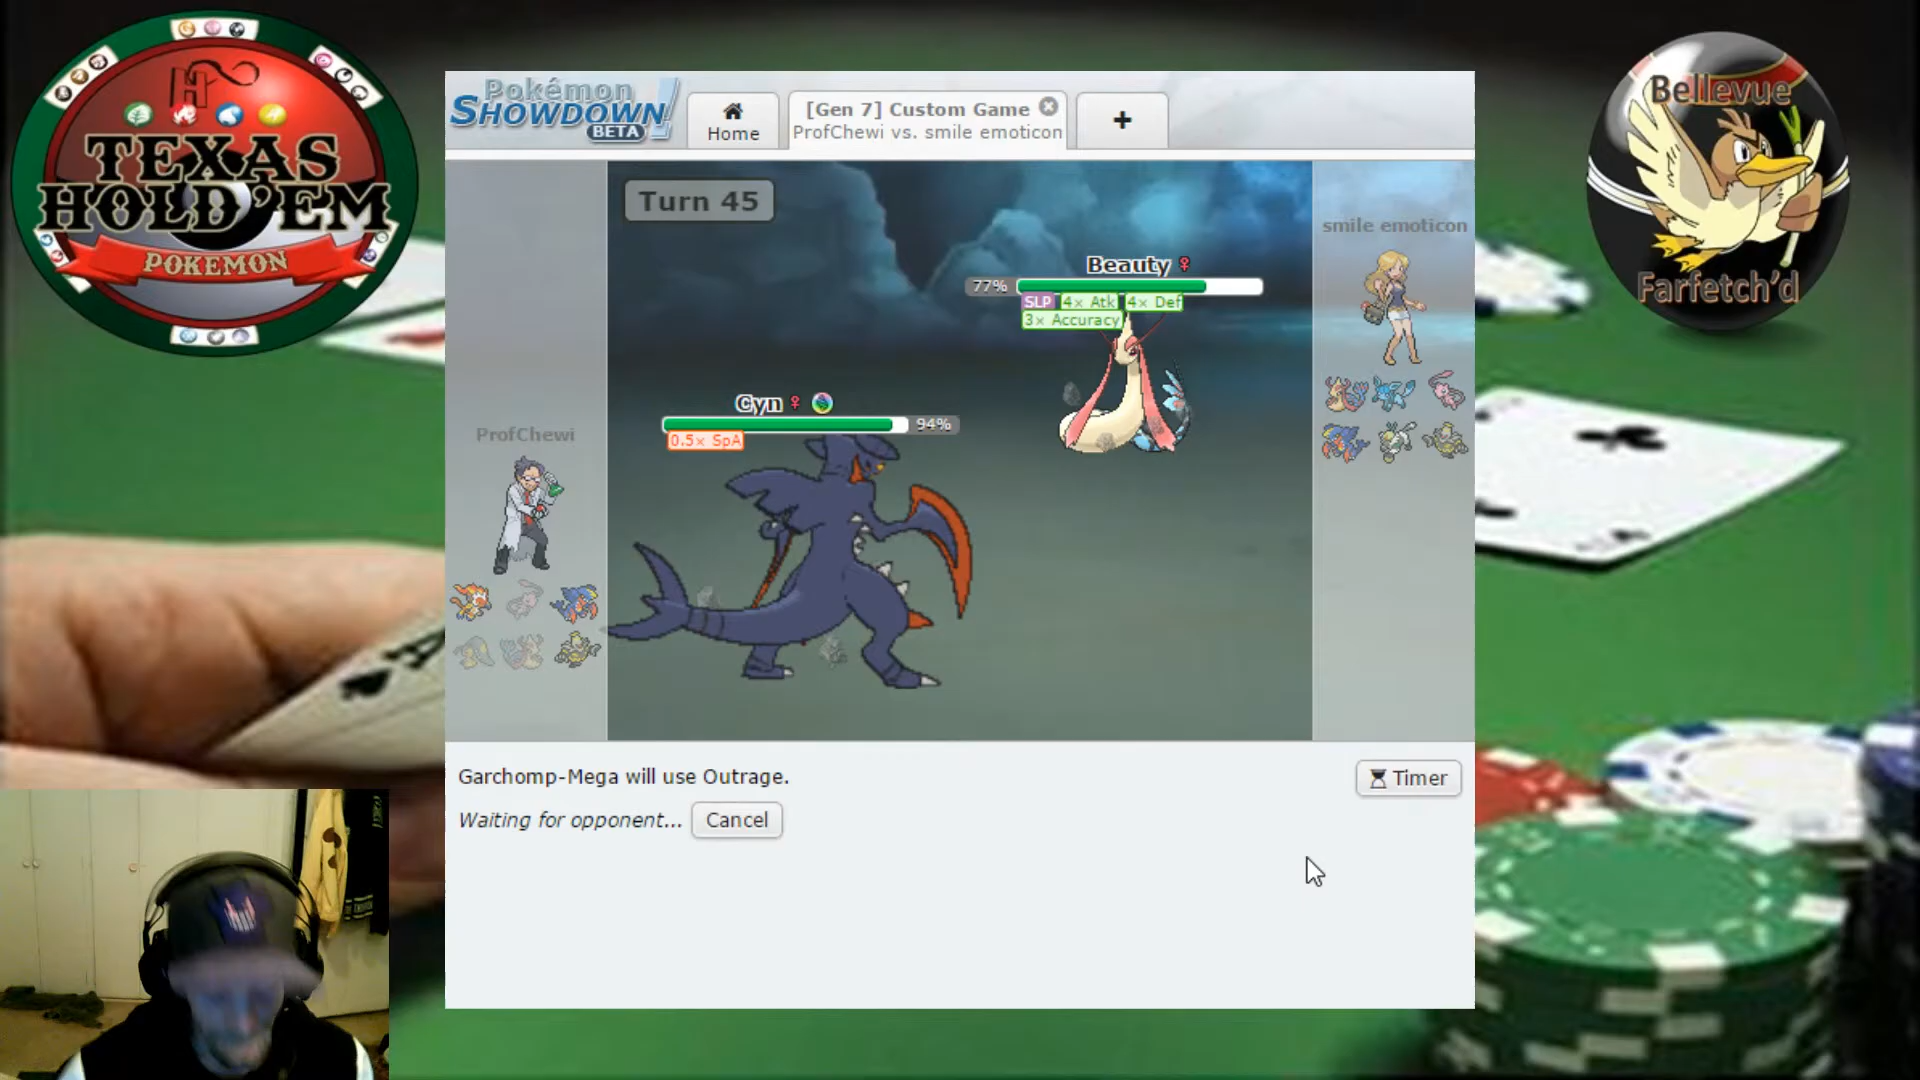 TEXAS
HOLD'EM
POKEMON
Pokémon
SHOWDOWN!
BETA
Home
[Gen 7] Custom Game
ProfChewi vs. smile emoticon
+
Bellevue
Farfetch'd
Turn 45
smile emoticon
Beauty ♀
77%
SLP 4× Atk 4× Def
3× Accuracy
Cyn ♀
94%
0.5× SpA
ProfChewi
Garchomp-Mega will use Outrage.
Timer
Waiting for opponent... Cancel
A